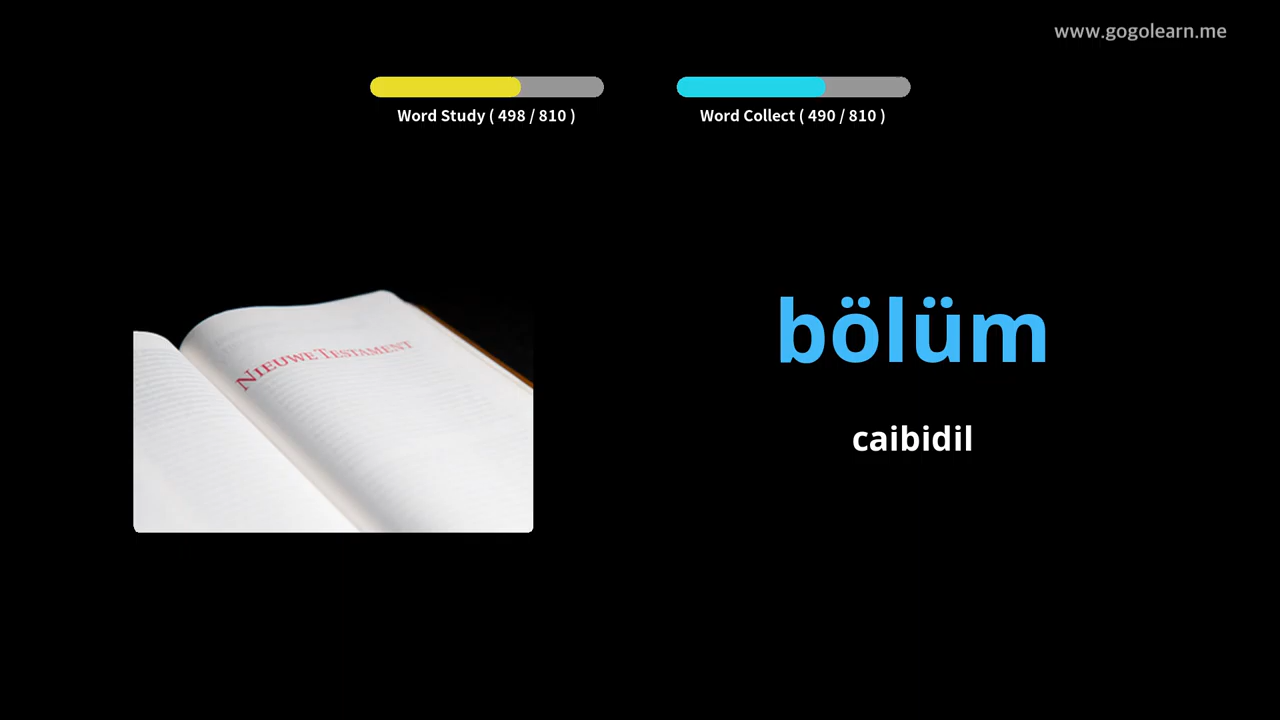 www.gogolearn.me
Word Study ( 498 / 810 )
Word Collect ( 490 / 810 )
NIEUWE TESTAMENT
bölüm
caibidil